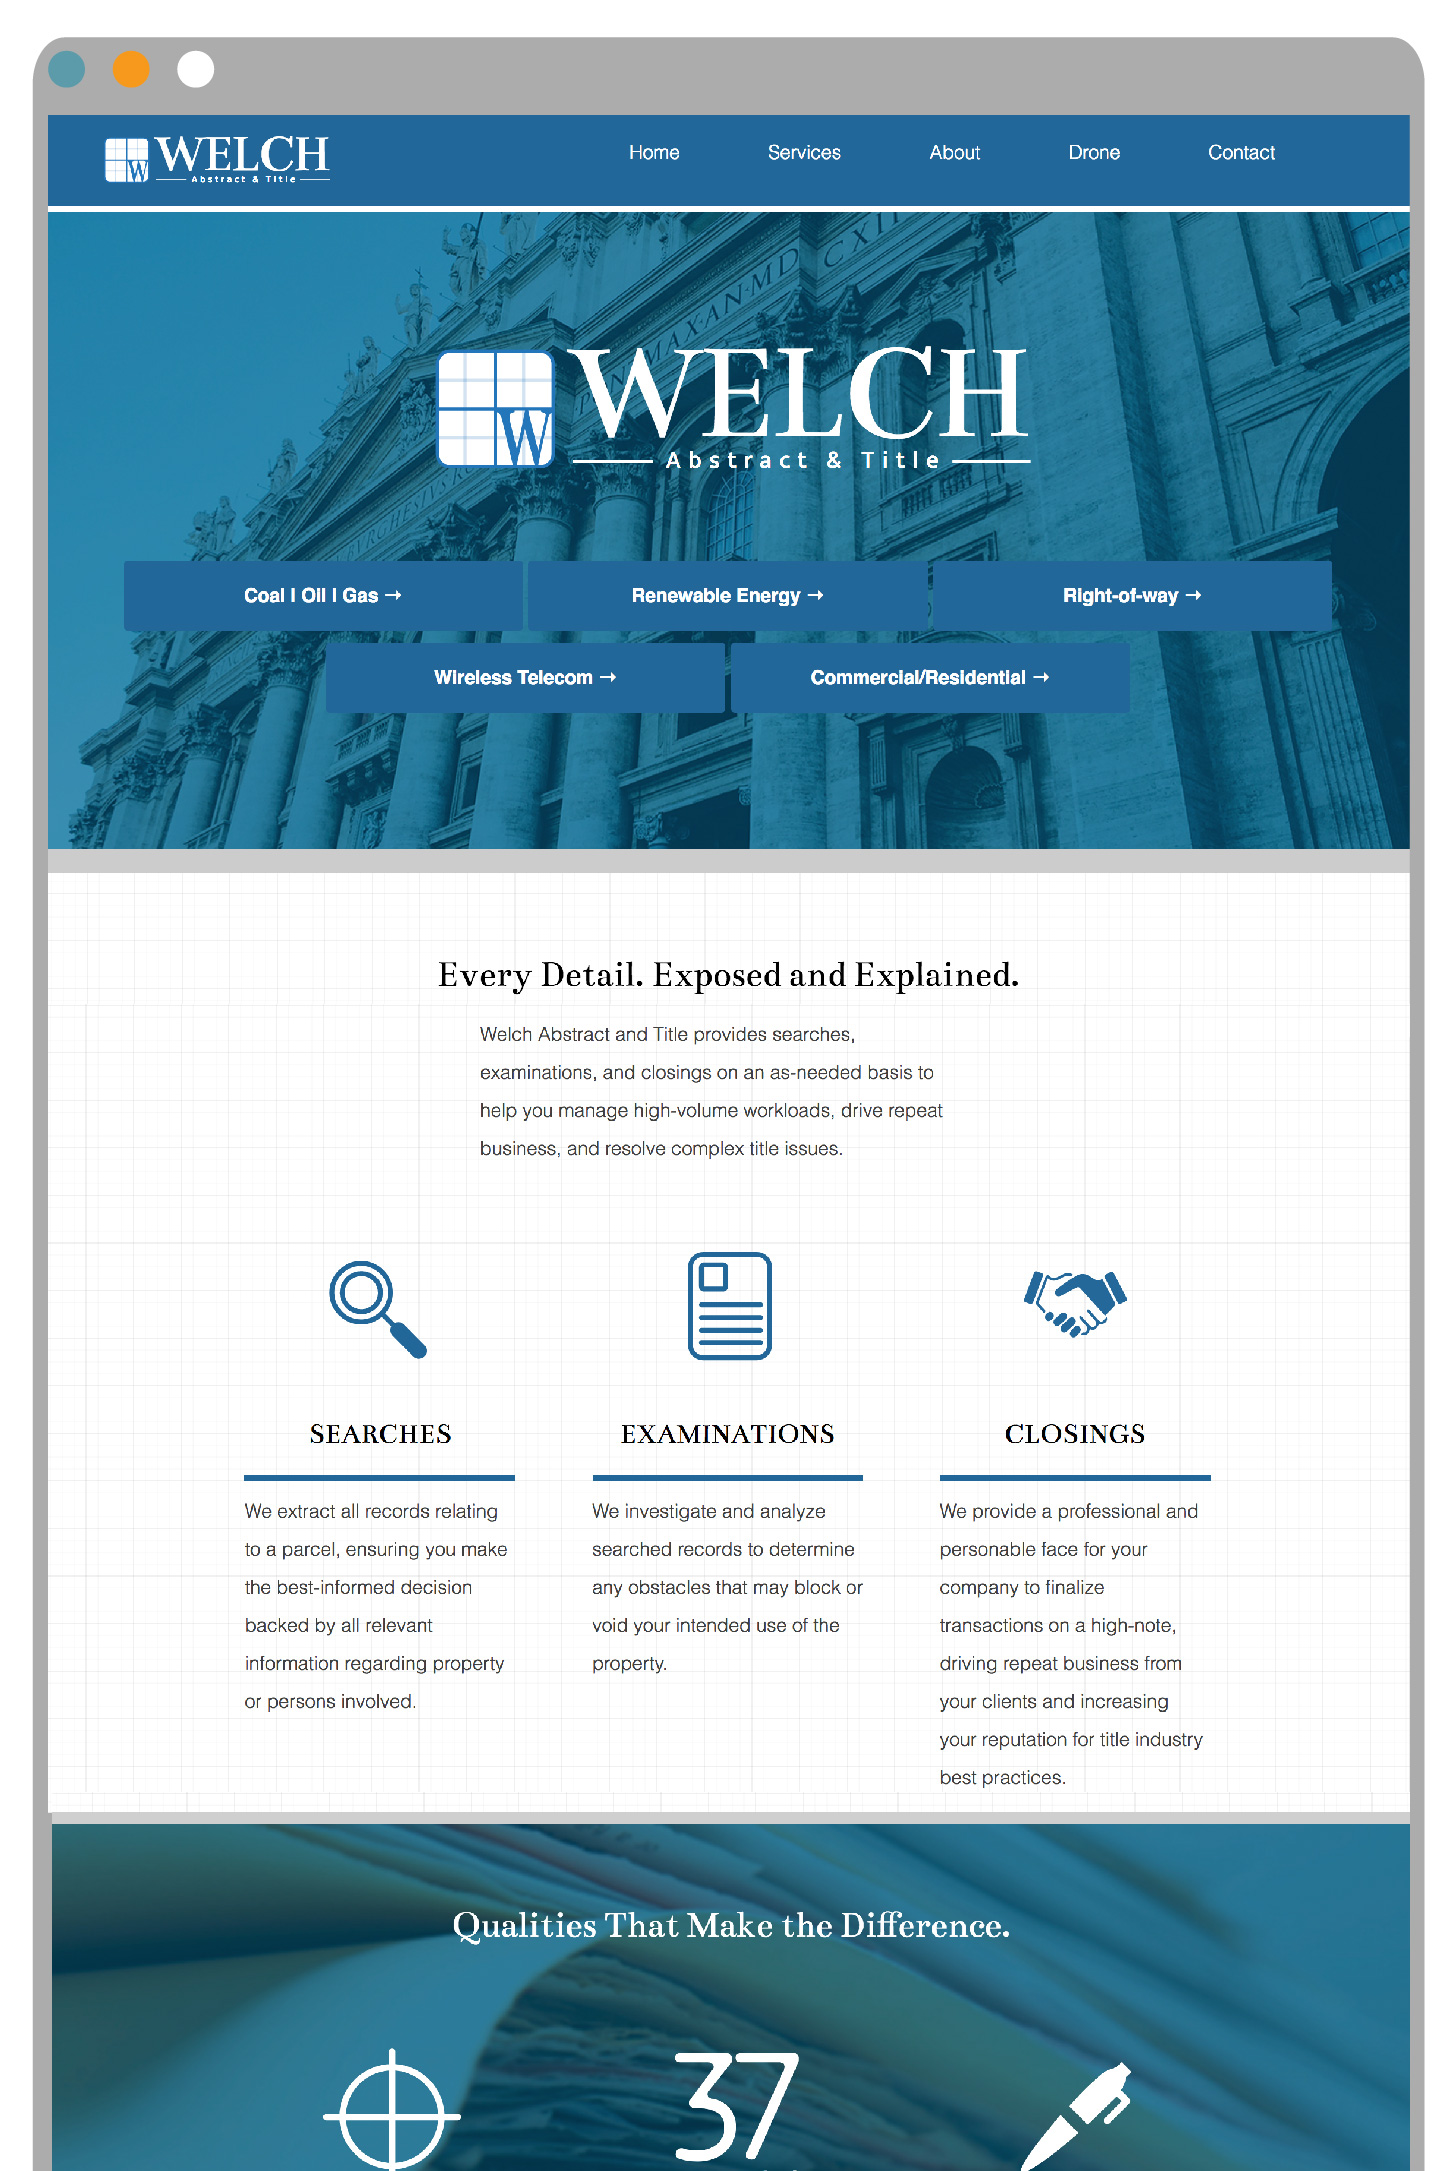 W WELCH
Abstract & Title
Home Services About Drone Contact
MAX·AN·MD CXII
W WELCH
Abstract & Title
Coal | Oil | Gas →
Renewable Energy →
Right-of-way →
Wireless Telecom →
Commercial/Residential →
Every Detail. Exposed and Explained.
Welch Abstract and Title provides searches,
examinations, and closings on an as-needed basis to
help you manage high-volume workloads, drive repeat
business, and resolve complex title issues.
SEARCHES
We extract all records relating
to a parcel, ensuring you make
the best-informed decision
backed by all relevant
information regarding property
or persons involved.
EXAMINATIONS
We investigate and analyze
searched records to determine
any obstacles that may block or
void your intended use of the
property.
CLOSINGS
We provide a professional and
personable face for your
company to finalize
transactions on a high-note,
driving repeat business from
your clients and increasing
your reputation for title industry
best practices.
Qualities That Make the Difference.
37